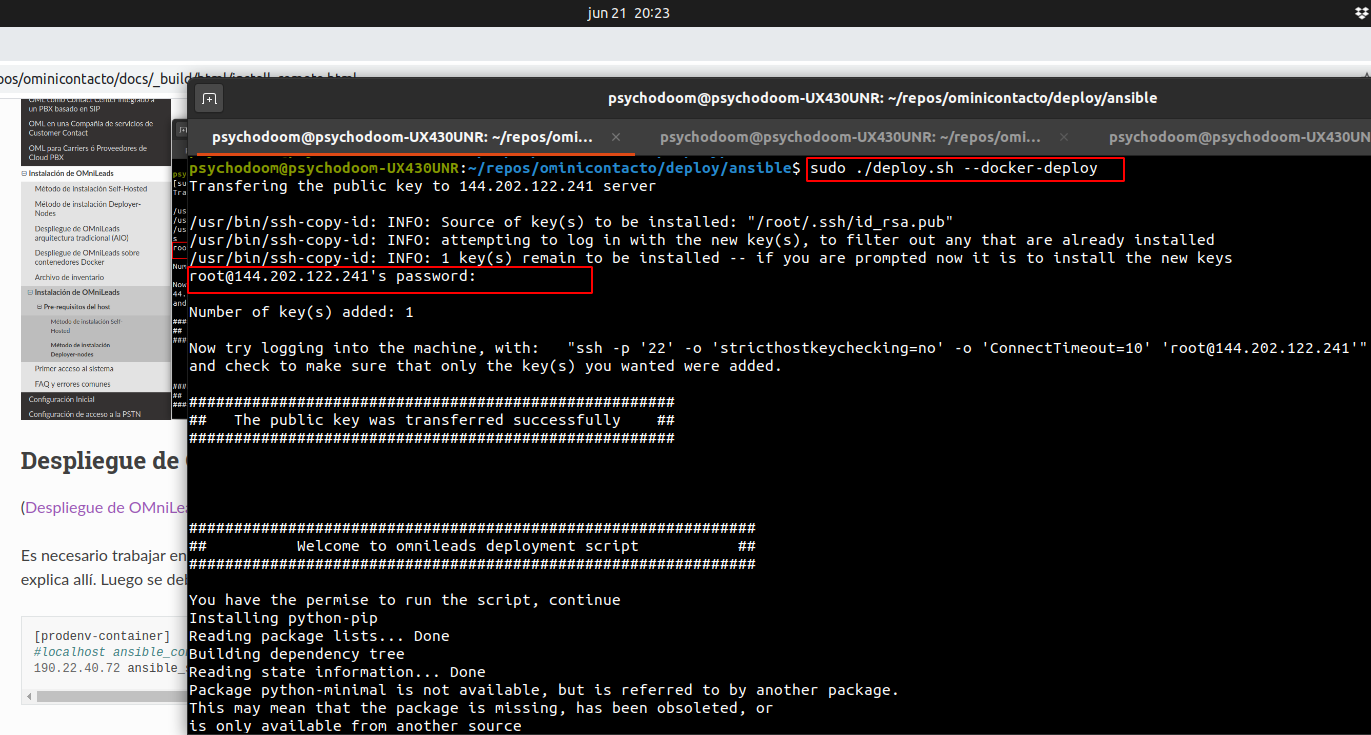 jun 21 20:23
pos/ominicontacto/docs/_build/html/install_remote.html
OML como Contact Center integrado a
un PBX basado en SIP
OML en una Compañía de servicios de
Customer Contact
OML para Carriers ó Proveedores de
Cloud PBX
Instalación de OMniLeads
Método de instalación Self-Hosted
Método de instalación Deployer-
Nodes
Despliegue de OMniLeads
arquitectura tradicional (AIO)
Despliegue de OMniLeads sobre
contenedores Docker
Archivo de inventario
Instalación de OMniLeads
Pre-requisitos del host
Método de instalación Self-
Hosted
Método de instalación
Deployer-nodes
Primer acceso al sistema
FAQ y errores comunes
Configuración Inicial
Configuración de acceso a la PSTN
Despliegue de
(Despliegue de OMniLea
Es necesario trabajar en
explica allí. Luego se del
[prodenv-container]
#localhost ansible_con
190.22.40.72 ansible_s
psychodoom@psychodoom-UX430UNR: ~/repos/ominicontacto/deploy/ansible
psychodoom@psychodoom-UX430UNR: ~/repos/omi... ×
psychodoom@psychodoom-UX430UNR: ~/repos/omi... ×
psychodoom@psychodoom-UX430UN
psychodoom@psychodoom-UX430UNR:~/repos/ominicontacto/deploy/ansible$ sudo ./deploy.sh --docker-deploy
Transfering the public key to 144.202.122.241 server
/usr/bin/ssh-copy-id: INFO: Source of key(s) to be installed: "/root/.ssh/id_rsa.pub"
/usr/bin/ssh-copy-id: INFO: attempting to log in with the new key(s), to filter out any that are already installed
/usr/bin/ssh-copy-id: INFO: 1 key(s) remain to be installed -- if you are prompted now it is to install the new keys
root@144.202.122.241's password:
Number of key(s) added: 1
Now try logging into the machine, with:   "ssh -p '22' -o 'stricthostkeychecking=no' -o 'ConnectTimeout=10' 'root@144.202.122.241'"
and check to make sure that only the key(s) you wanted were added.
######################################################
##   The public key was transferred successfully    ##
######################################################
###############################################################
##          Welcome to omnileads deployment script           ##
###############################################################
You have the permise to run the script, continue
Installing python-pip
Reading package lists... Done
Building dependency tree
Reading state information... Done
Package python-minimal is not available, but is referred to by another package.
This may mean that the package is missing, has been obsoleted, or
is only available from another source